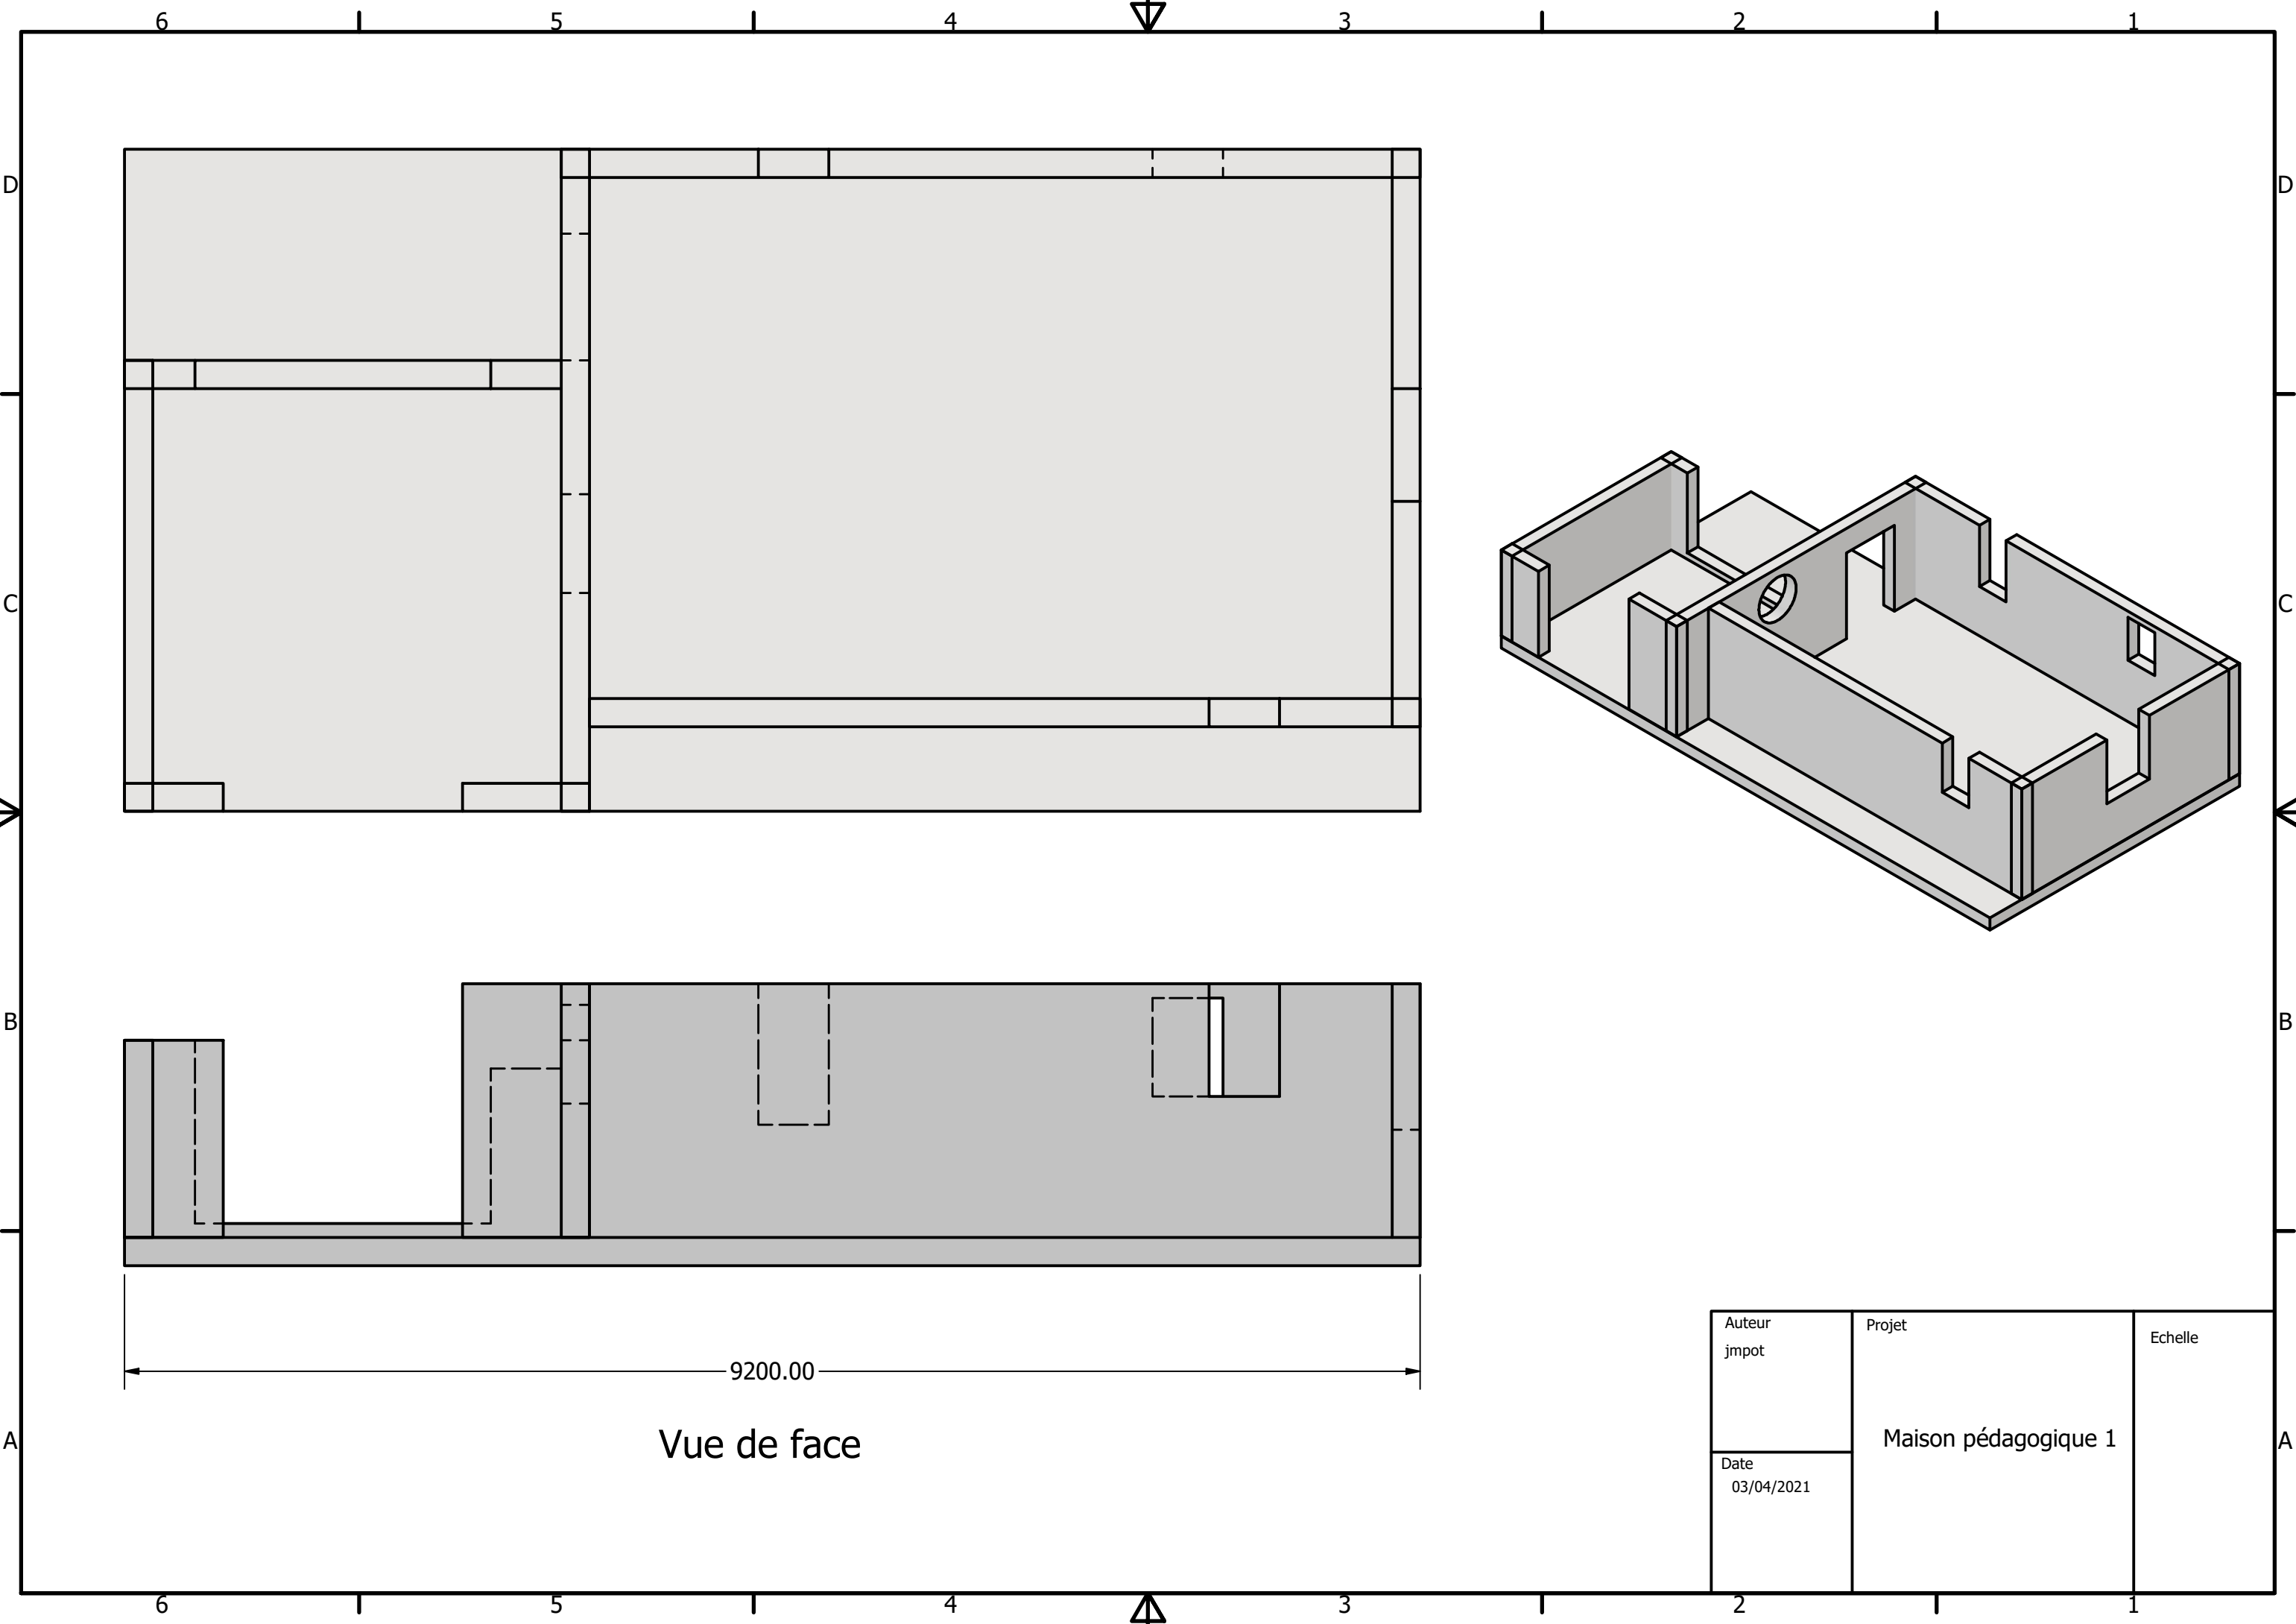 6 5 4 3 2 1
D D
C C
B B
9200.00
Vue de face
A A
Auteur
jmpot
Projet
Echelle
Maison pédagogique 1
Date
03/04/2021
6 5 4 3 2 1